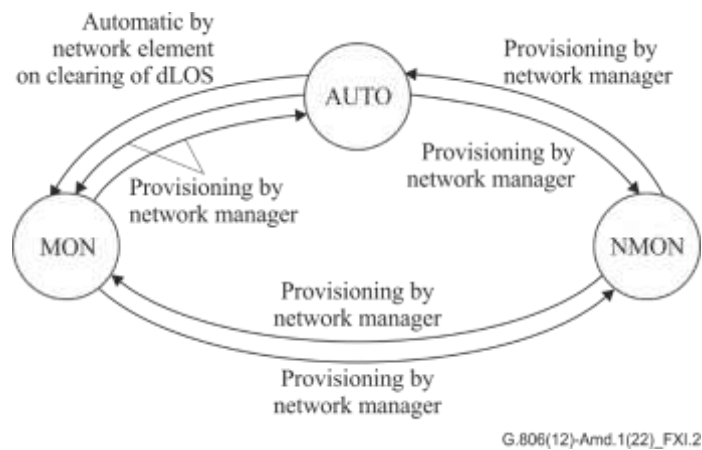 Automatic by
network element
on clearing of dLOS
Provisioning by
network manager
AUTO
Provisioning by
network manager
Provisioning by
network manager
MON
NMON
Provisioning by
network manager
Provisioning by
network manager
G.806(12)-Amd.1(22)_FXI.2